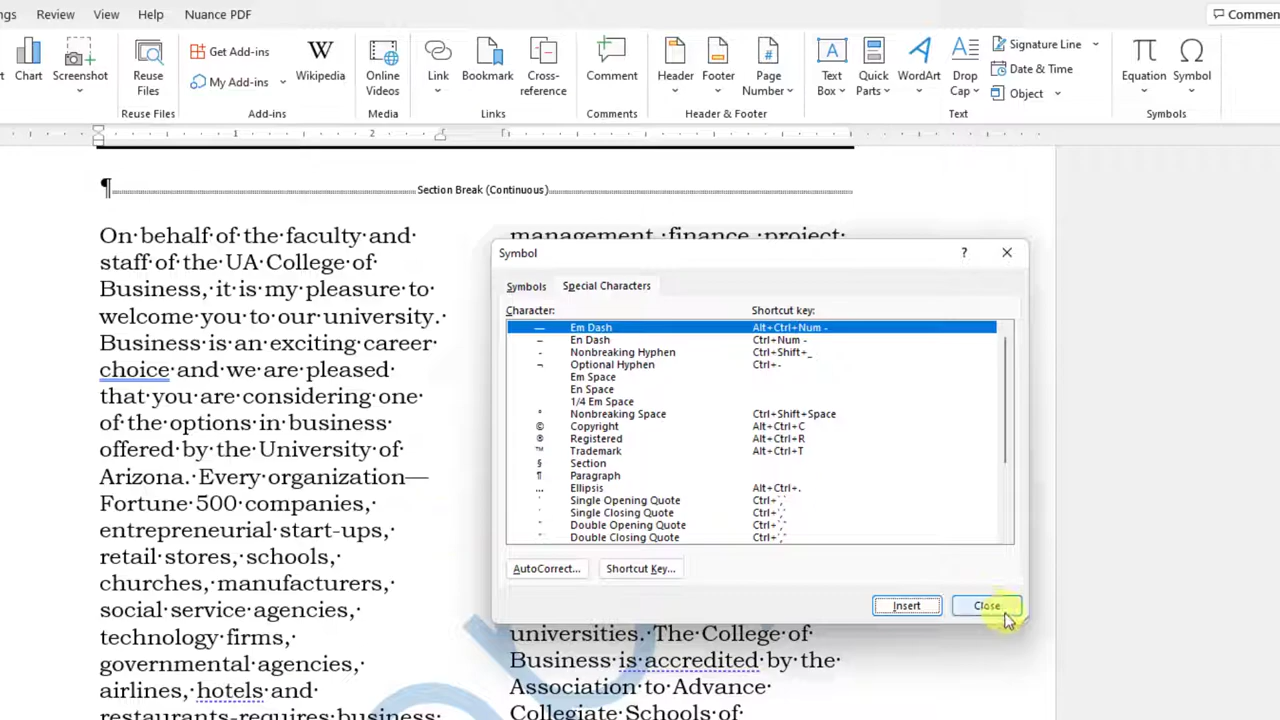 ngs Review View Help Nuance PDF Commen
Chart Screenshot Reuse Files Get Add-ins My Add-ins Wikipedia Online Videos Link Bookmark Cross-reference Comment Header Footer Page Number Text Box Quick Parts WordArt Drop Cap Signature Line Date & Time Object Equation Symbol
Reuse Files Add-ins Media Links Comments Header & Footer Text Symbols
1 2
¶ Section Break (Continuous)
On·behalf·of·the·faculty·and·
staff·of·the·UA·College·of·
Business,·it·is·my·pleasure·to·
welcome·you·to·our·university.·
Business·is·an·exciting·career·
choice·and·we·are·pleased·
that·you·are·considering·one·
of·the·options·in·business·
offered·by·the·University·of·
Arizona.·Every·organization—
Fortune·500·companies,·
entrepreneurial·start-ups,·
retail·stores,·schools,·
churches,·manufacturers,·
social·service·agencies,·
technology·firms,·
governmental·agencies,·
airlines,·hotels·and·
restaurants-requires·business·
management,·finance,·project·
Symbol ?
Symbols Special Characters
Character: Shortcut key:
— Em Dash Alt+Ctrl+Num -
– En Dash Ctrl+Num -
- Nonbreaking Hyphen Ctrl+Shift+_
¬ Optional Hyphen Ctrl+-
Em Space
En Space
1/4 Em Space
° Nonbreaking Space Ctrl+Shift+Space
© Copyright Alt+Ctrl+C
® Registered Alt+Ctrl+R
™ Trademark Alt+Ctrl+T
§ Section
¶ Paragraph
… Ellipsis Alt+Ctrl+.
‘ Single Opening Quote Ctrl+`,`
’ Single Closing Quote Ctrl+','
“ Double Opening Quote Ctrl+`,"
” Double Closing Quote Ctrl+',"
AutoCorrect... Shortcut Key...
Insert Close
universities.·The·College·of·
Business·is·accredited·by·the·
Association·to·Advance·
Collegiate·Schools·of·